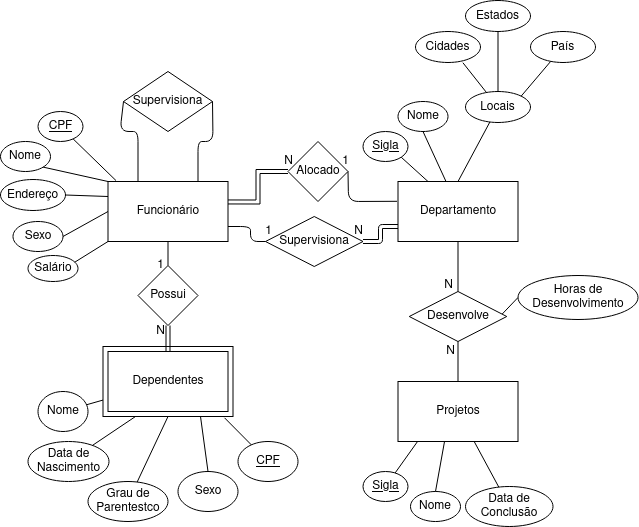 Estados
Cidades
País
Locais
Supervisiona
Nome
CPF
Sigla
Nome
N
1
Alocado
Endereço
Funcionário
Departamento
Sexo
1
Supervisiona
N
Salário
1
Possui
N
Horas de
Desenvolvimento
Desenvolve
N
N
Dependentes
Projetos
Nome
Data de
Nascimento
CPF
Grau de
Parentestco
Sexo
Sigla
Nome
Data de
Conclusão